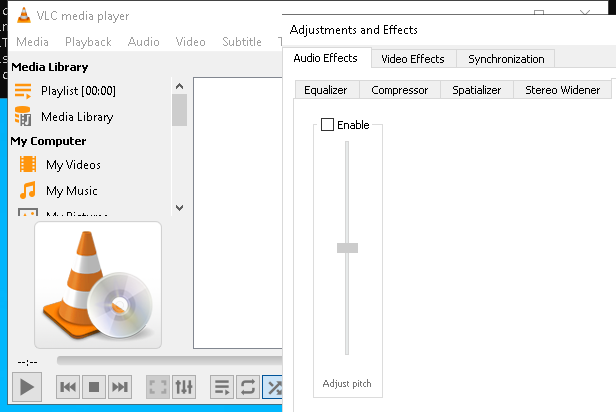 VLC media player
Media Playback Audio Video Subtitle
Media Library
Playlist [00:00]
Media Library
My Computer
My Videos
My Music
My Pictures
--:--
Adjustments and Effects
Audio Effects Video Effects Synchronization
Equalizer Compressor Spatializer Stereo Widener
Enable
Adjust pitch